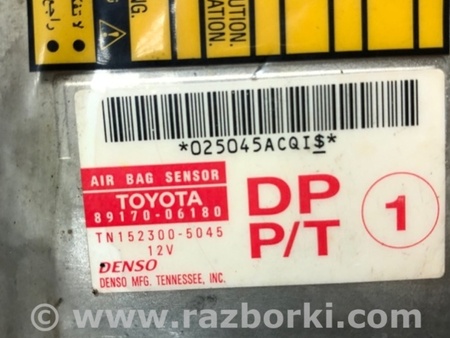 *025045ACQI$*
AIR BAG SENSOR
TOYOTA
89170-06180
TN152300-5045
12V
DENSO
DENSO MFG. TENNESSEE, INC.
DP
P/T
1
www.razborki.com